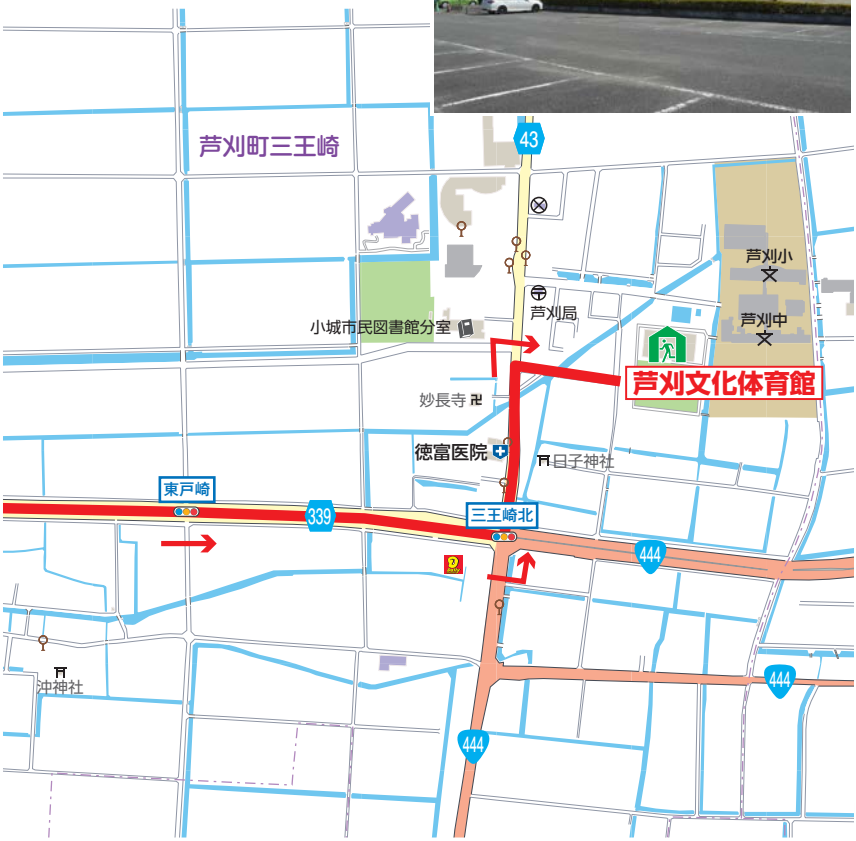 43
芦刈町三王崎
芦刈小
芦刈局
芦刈中
小城市民図書館分室
芦刈文化体育館
妙長寺
徳富医院
日子神社
東戸崎
339
三王崎北
444
沖神社
444
444